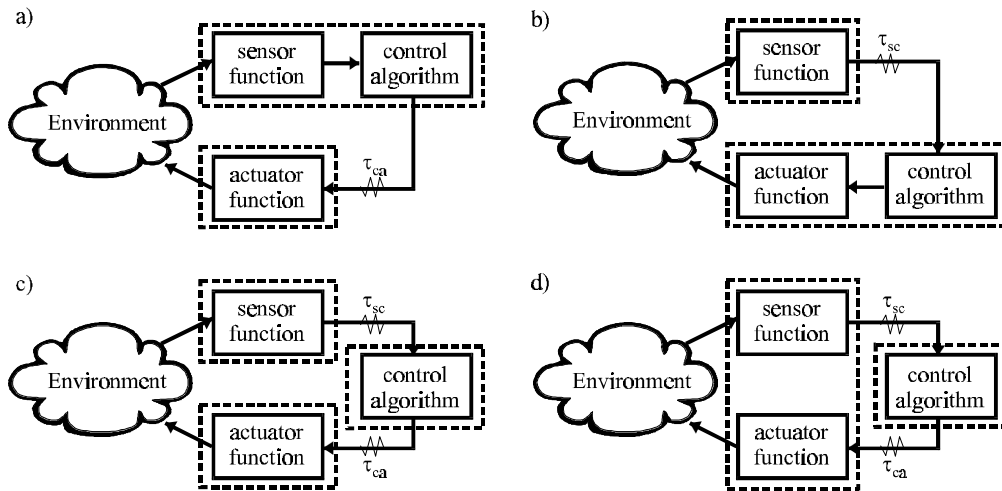 a)
sensor
function
control
algorithm
Environment
actuator
function
τca
b)
sensor
function
τsc
Environment
actuator
function
control
algorithm
c)
sensor
function
τsc
Environment
control
algorithm
actuator
function
τca
d)
sensor
function
τsc
Environment
control
algorithm
actuator
function
τca